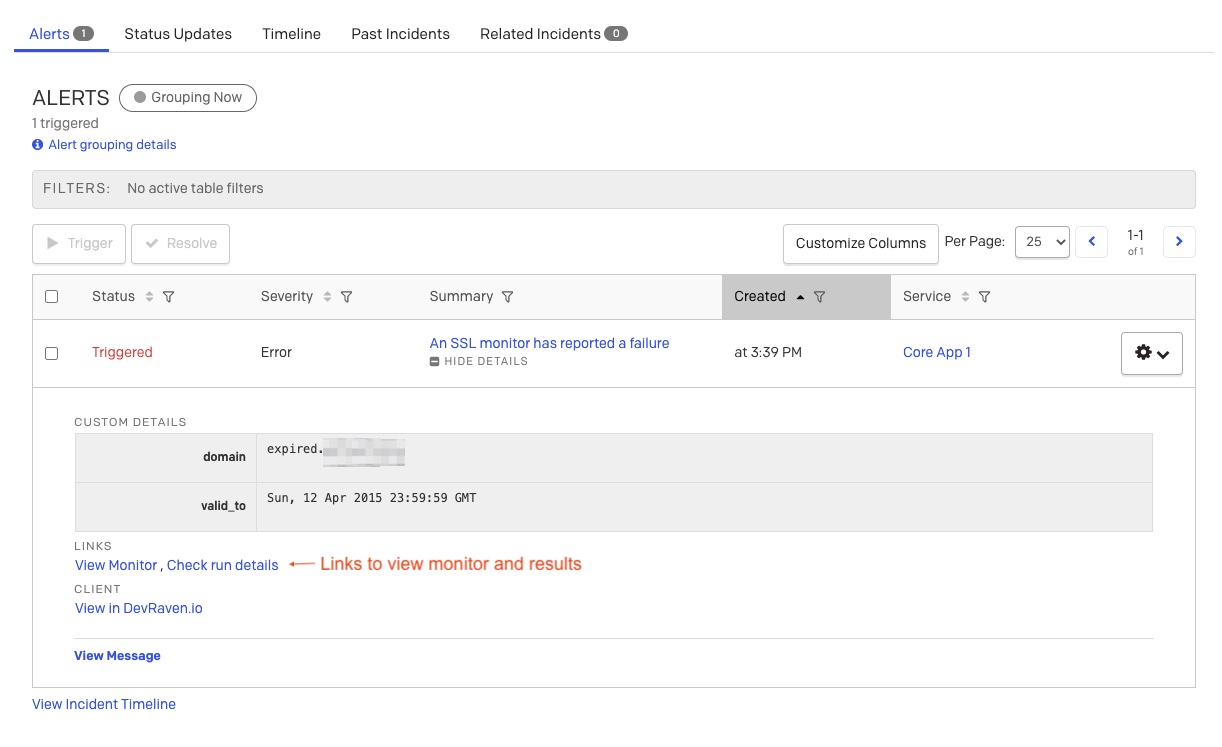 Alerts 1 Status Updates Timeline Past Incidents Related Incidents 0
ALERTS Grouping Now
1 triggered
Alert grouping details
FILTERS: No active table filters
Trigger Resolve Customize Columns Per Page: 25 1-1
of 1
Status Severity Summary Created Service
Triggered Error An SSL monitor has reported a failure at 3:39 PM Core App 1
HIDE DETAILS
CUSTOM DETAILS
domain expired.
valid_to Sun, 12 Apr 2015 23:59:59 GMT
LINKS
View Monitor , Check run details Links to view monitor and results
CLIENT
View in DevRaven.io
View Message
View Incident Timeline